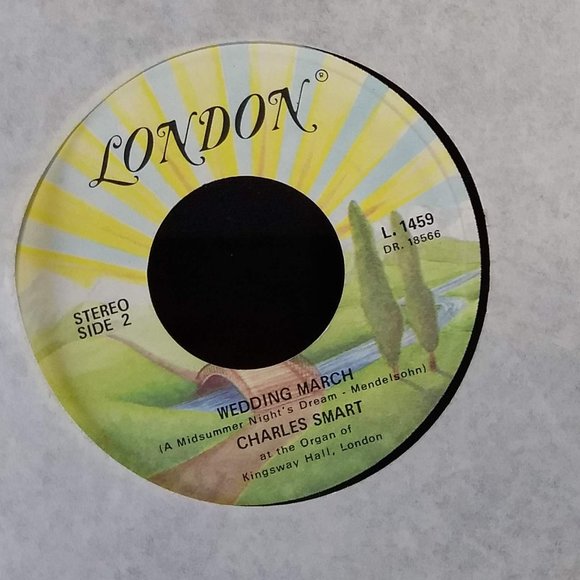 LONDON®
L. 1459
DR. 18566
STEREO
SIDE 2
WEDDING MARCH
(A Midsummer Night's Dream - Mendelsohn)
CHARLES SMART
at the Organ of
Kingsway Hall, London